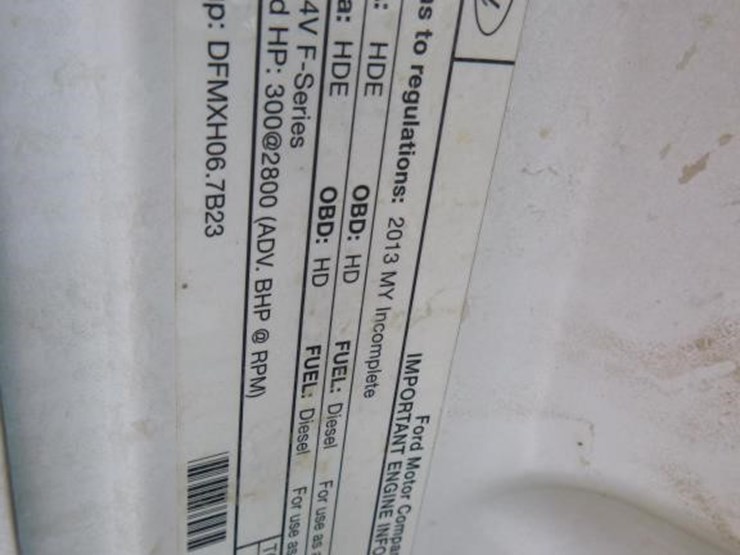 Ford Motor Compa
IMPORTANT ENGINE INFO
as to regulations: 2013 MY Incomplete
: HDE OBD: HD FUEL: Diesel For use as
a: HDE OBD: HD FUEL: Diesel For use as
4V F-Series
d HP: 300@2800 (ADV. BHP @ RPM)
p: DFMXH06.7B23